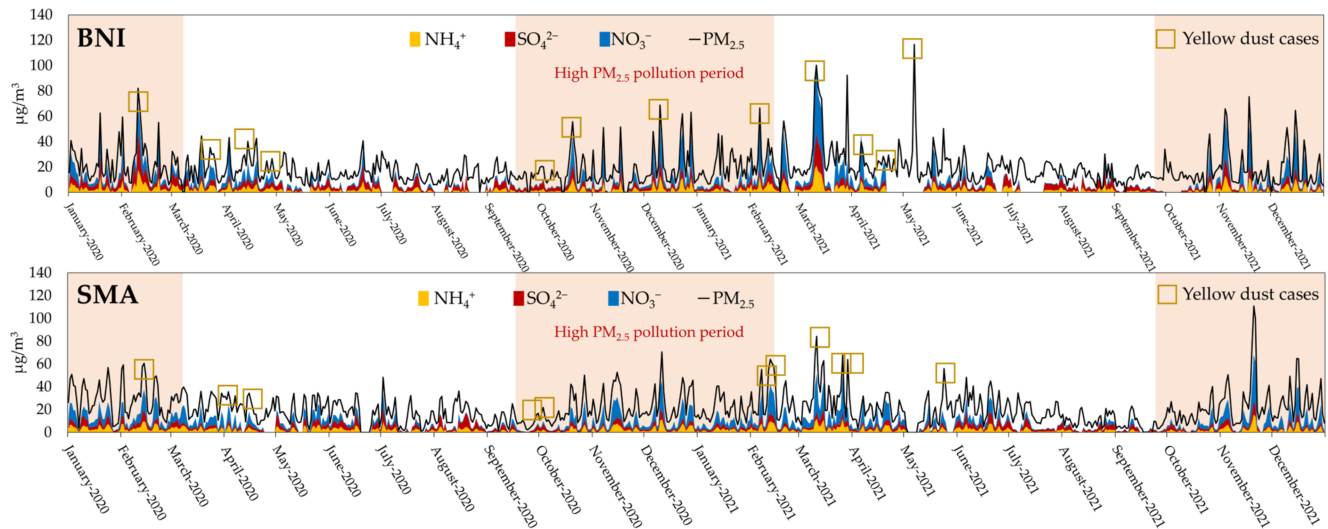 140
120
100
80
60
40
20
0
μg/m³
BNI
NH₄⁺ SO₄²⁻ NO₃⁻ PM₂.₅
High PM₂.₅ pollution period
Yellow dust cases
January-2020
February-2020
March-2020
April-2020
May-2020
June-2020
July-2020
August-2020
September-2020
October-2020
November-2020
December-2020
January-2021
February-2021
March-2021
April-2021
May-2021
June-2021
July-2021
August-2021
September-2021
October-2021
November-2021
December-2021
140
120
100
80
60
40
20
0
μg/m³
SMA
NH₄⁺ SO₄²⁻ NO₃⁻ PM₂.₅
High PM₂.₅ pollution period
Yellow dust cases
January-2020
February-2020
March-2020
April-2020
May-2020
June-2020
July-2020
August-2020
September-2020
October-2020
November-2020
December-2020
January-2021
February-2021
March-2021
April-2021
May-2021
June-2021
July-2021
August-2021
September-2021
October-2021
November-2021
December-2021